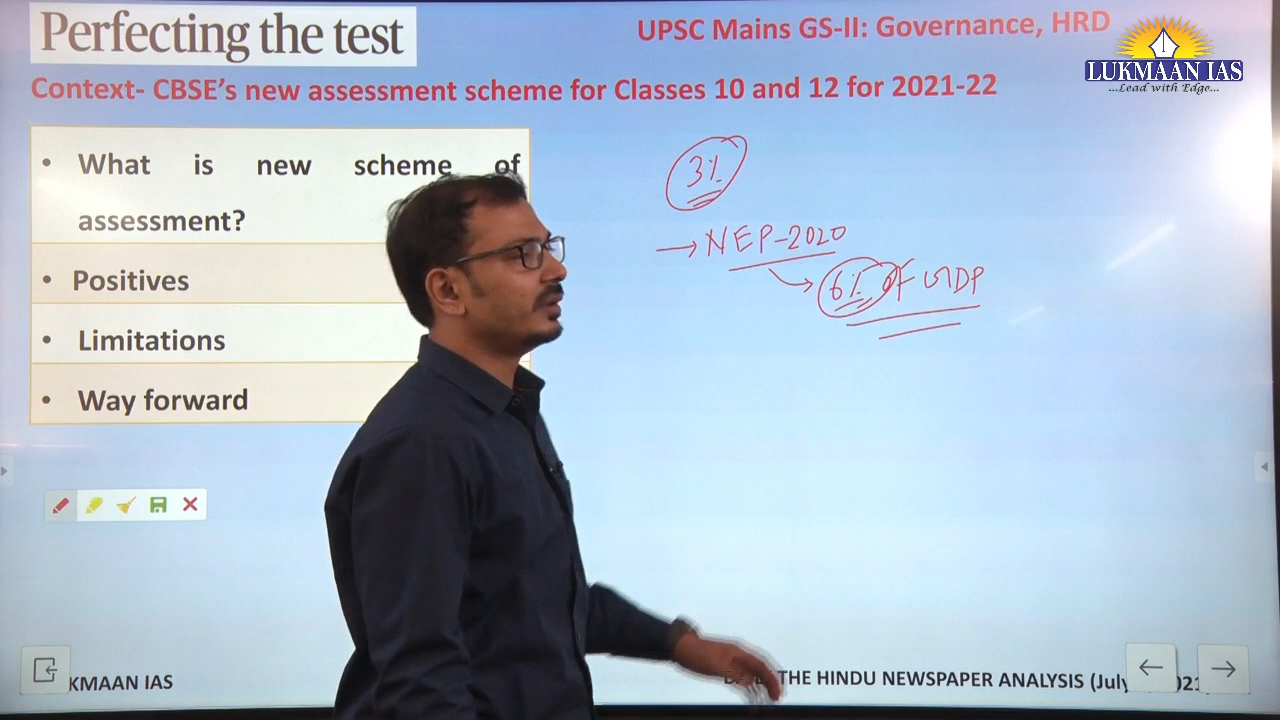 Perfecting the test
UPSC Mains GS-II: Governance, HRD
LUKMAAN IAS
...Lead with Edge...
Context- CBSE's new assessment scheme for Classes 10 and 12 for 2021-22
• What is new scheme of
assessment?
• Positives
• Limitations
• Way forward
3%
→ NEP-2020
→ 6% of GDP
KMAAN IAS
THE HINDU NEWSPAPER ANALYSIS (July